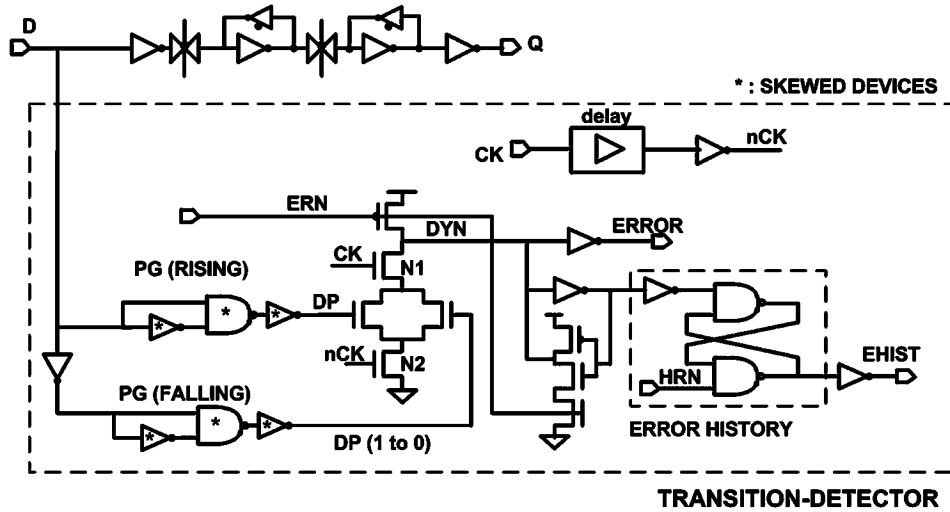 D
Q
* : SKEWED DEVICES
delay
CK
nCK
ERN
DYN
ERROR
CK
N1
PG (RISING)
DP
*
*
*
nCK
N2
HRN
EHIST
PG (FALLING)
*
*
*
DP (1 to 0)
ERROR HISTORY
TRANSITION-DETECTOR